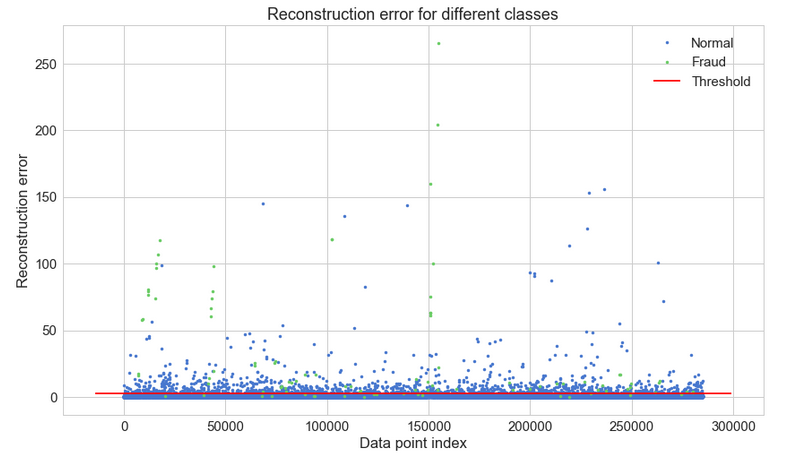 Reconstruction error for different classes
Normal
Fraud
Threshold
Reconstruction error
250
200
150
100
50
0
0 50000 100000 150000 200000 250000 300000
Data point index